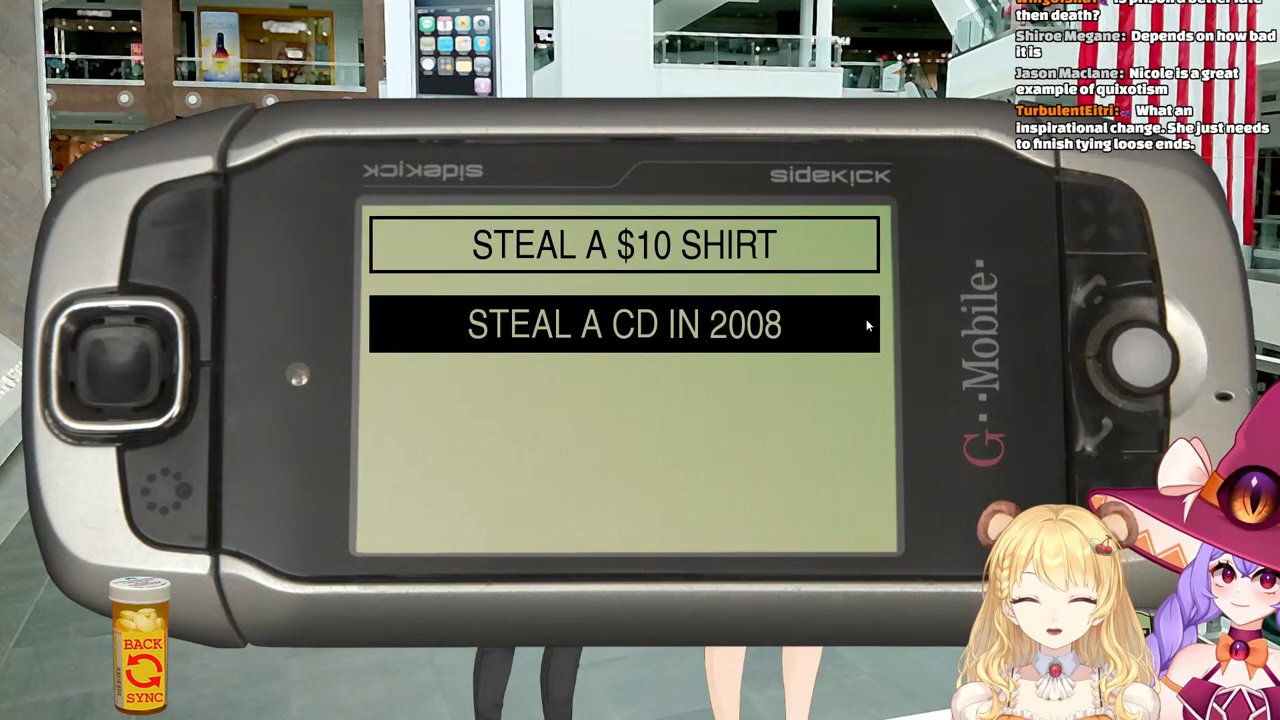 then death?
Shiroe Megane: Depends on how bad
it is
Jason Maclane: Nicole is a great
example of quixotism
TurbulentEitri: What an
inspirational change. She just needs
to finish tying loose ends.
sidekick
sidekick
STEAL A $10 SHIRT
STEAL A CD IN 2008
G··Mobile·
BACK
SYNC